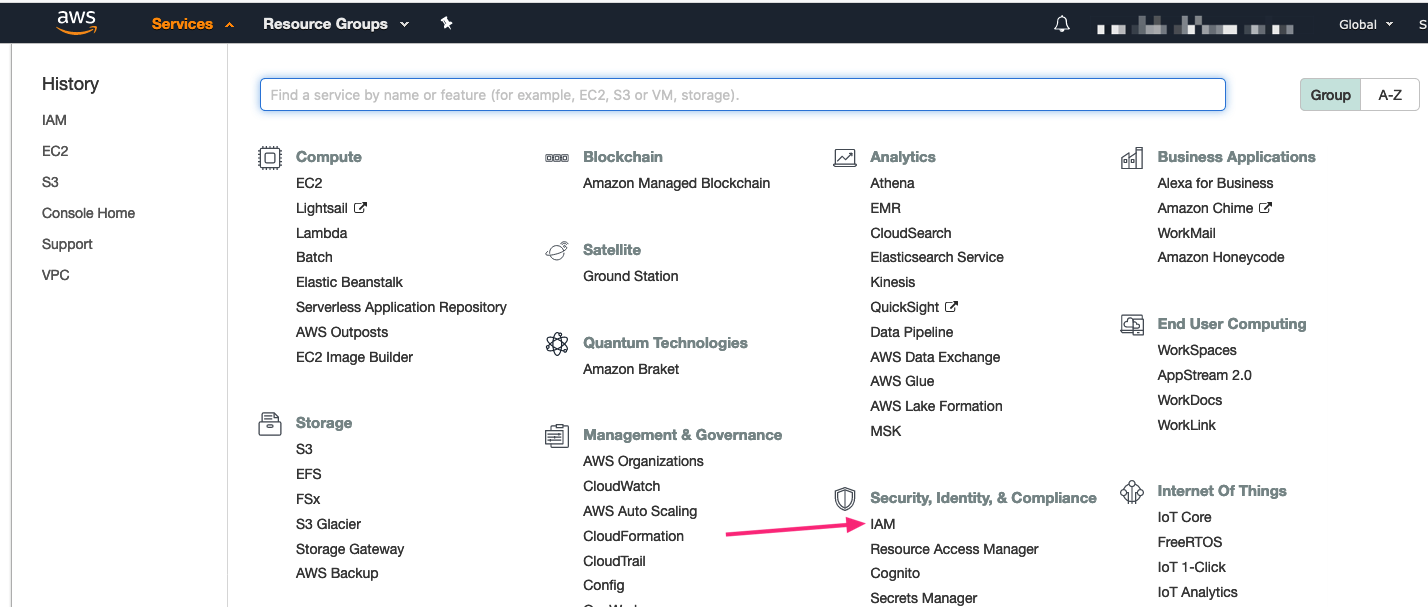 aws
Services
Resource Groups
Global
S
History
IAM
EC2
S3
Console Home
Support
VPC
Find a service by name or feature (for example, EC2, S3 or VM, storage).
Group
A-Z
Compute
EC2
Lightsail
Lambda
Batch
Elastic Beanstalk
Serverless Application Repository
AWS Outposts
EC2 Image Builder
Storage
S3
EFS
FSx
S3 Glacier
Storage Gateway
AWS Backup
Blockchain
Amazon Managed Blockchain
Satellite
Ground Station
Quantum Technologies
Amazon Braket
Management & Governance
AWS Organizations
CloudWatch
AWS Auto Scaling
CloudFormation
CloudTrail
Config
Analytics
Athena
EMR
CloudSearch
Elasticsearch Service
Kinesis
QuickSight
Data Pipeline
AWS Data Exchange
AWS Glue
AWS Lake Formation
MSK
Security, Identity, & Compliance
IAM
Resource Access Manager
Cognito
Secrets Manager
Business Applications
Alexa for Business
Amazon Chime
WorkMail
Amazon Honeycode
End User Computing
WorkSpaces
AppStream 2.0
WorkDocs
WorkLink
Internet Of Things
IoT Core
FreeRTOS
IoT 1-Click
IoT Analytics